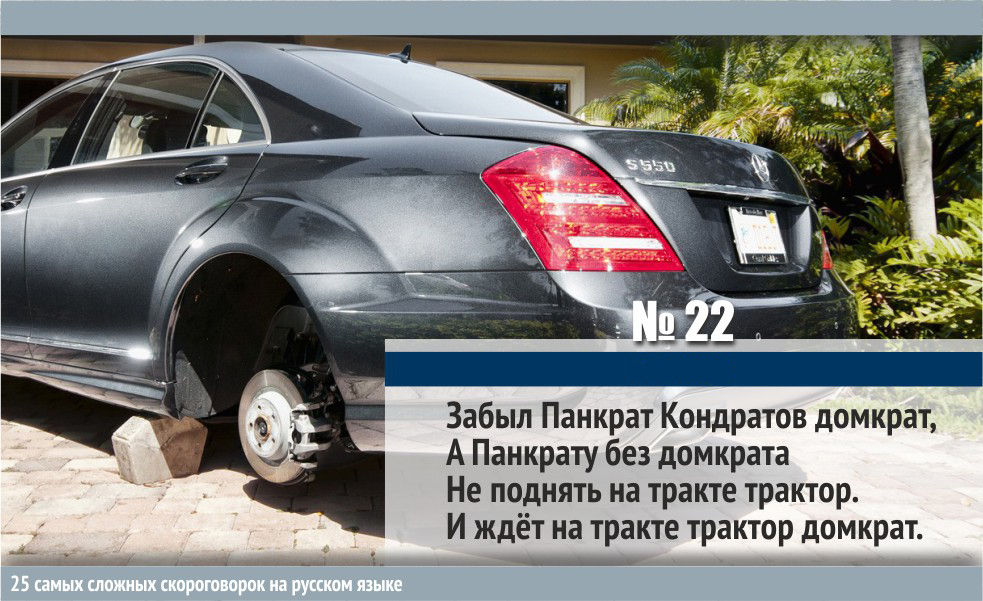 S 550
№ 22
Забыл Панкрат Кондратов домкрат,
А Панкрату без домкрата
Не поднять на тракте трактор.
И ждёт на тракте трактор домкрат.
25 самых сложных скороговорок на русском языке